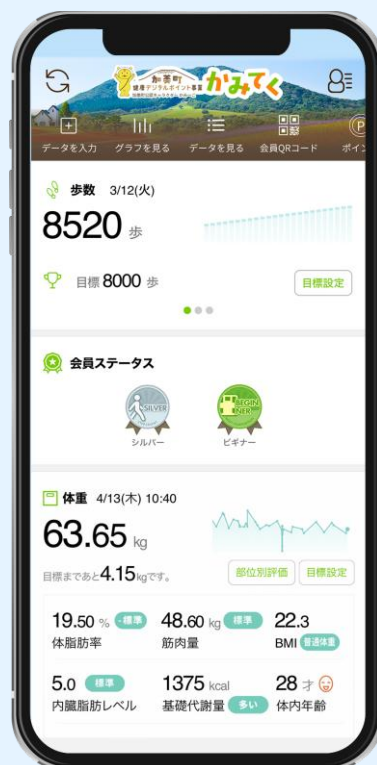 加美町
健康デジタルポイント事業
かみてく
データを入力 グラフを見る データを見る 会員QRコード ポイン
歩数 3/12(火)
8520 歩
目標 8000 歩
目標設定
会員ステータス
SILVER
BEGINNER
シルバー
ビギナー
体重 4/13(木) 10:40
63.65 kg
目標まであと4.15kgです。
部位別評価
目標設定
19.50 % -標準
体脂肪率
48.60 kg 標準
筋肉量
22.3
BMI 普通体重
5.0 標準
内臓脂肪レベル
1375 kcal
基礎代謝量 多い
28 才
体内年齢